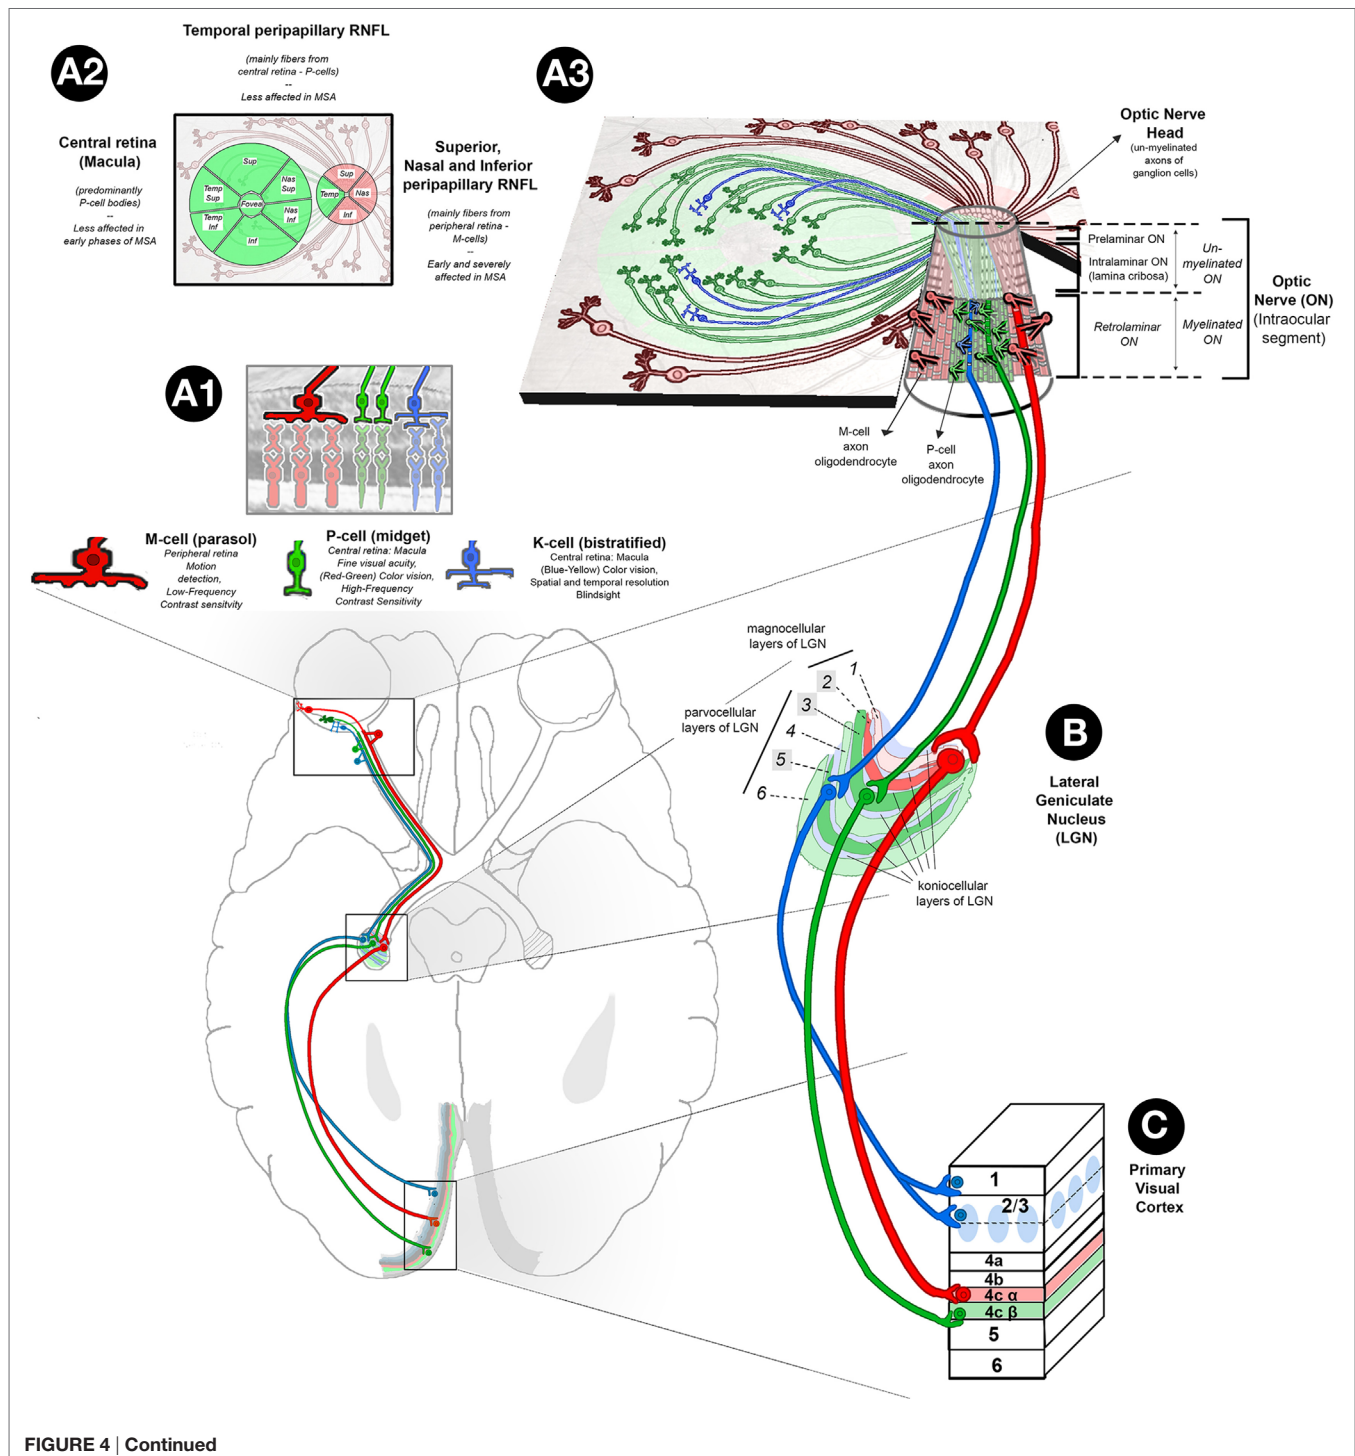 A2
Temporal peripapillary RNFL
(mainly fibers from
central retina - P-cells)
--
Less affected in MSA
Central retina
(Macula)
(predominantly
P-cell bodies)
--
Less affected in
early phases of MSA
Sup
Temp
Sup
Nas
Sup
Fovea
Temp
Inf
Nas
Inf
Inf
Sup
Temp
Nas
Inf
Superior,
Nasal and Inferior
peripapillary RNFL
(mainly fibers from
peripheral retina -
M-cells)
--
Early and severely
affected in MSA
A3
Optic Nerve
Head
(un-myelinated
axons of
ganglion cells)
Prelaminar ON
Intralaminar ON
(lamina cribosa)
Un-
myelinated
ON
Retrolaminar
ON
Myelinated
ON
Optic
Nerve (ON)
(Intraocular
segment)
M-cell
axon
oligodendrocyte
P-cell
axon
oligodendrocyte
A1
M-cell (parasol)
Peripheral retina
Motion
detection,
Low-Frequency
Contrast sensitvity
P-cell (midget)
Central retina: Macula
Fine visual acuity,
(Red-Green) Color vision,
High-Frequency
Contrast Sensitivity
K-cell (bistratified)
Central retina: Macula
(Blue-Yellow) Color vision,
Spatial and temporal resolution
Blindsight
magnocellular
layers of LGN
parvocellular
layers of LGN
1
2
3
4
5
6
koniocellular
layers of LGN
B
Lateral
Geniculate
Nucleus
(LGN)
C
Primary
Visual
Cortex
1
2/3
4a
4b
4c α
4c β
5
6
FIGURE 4 | Continued